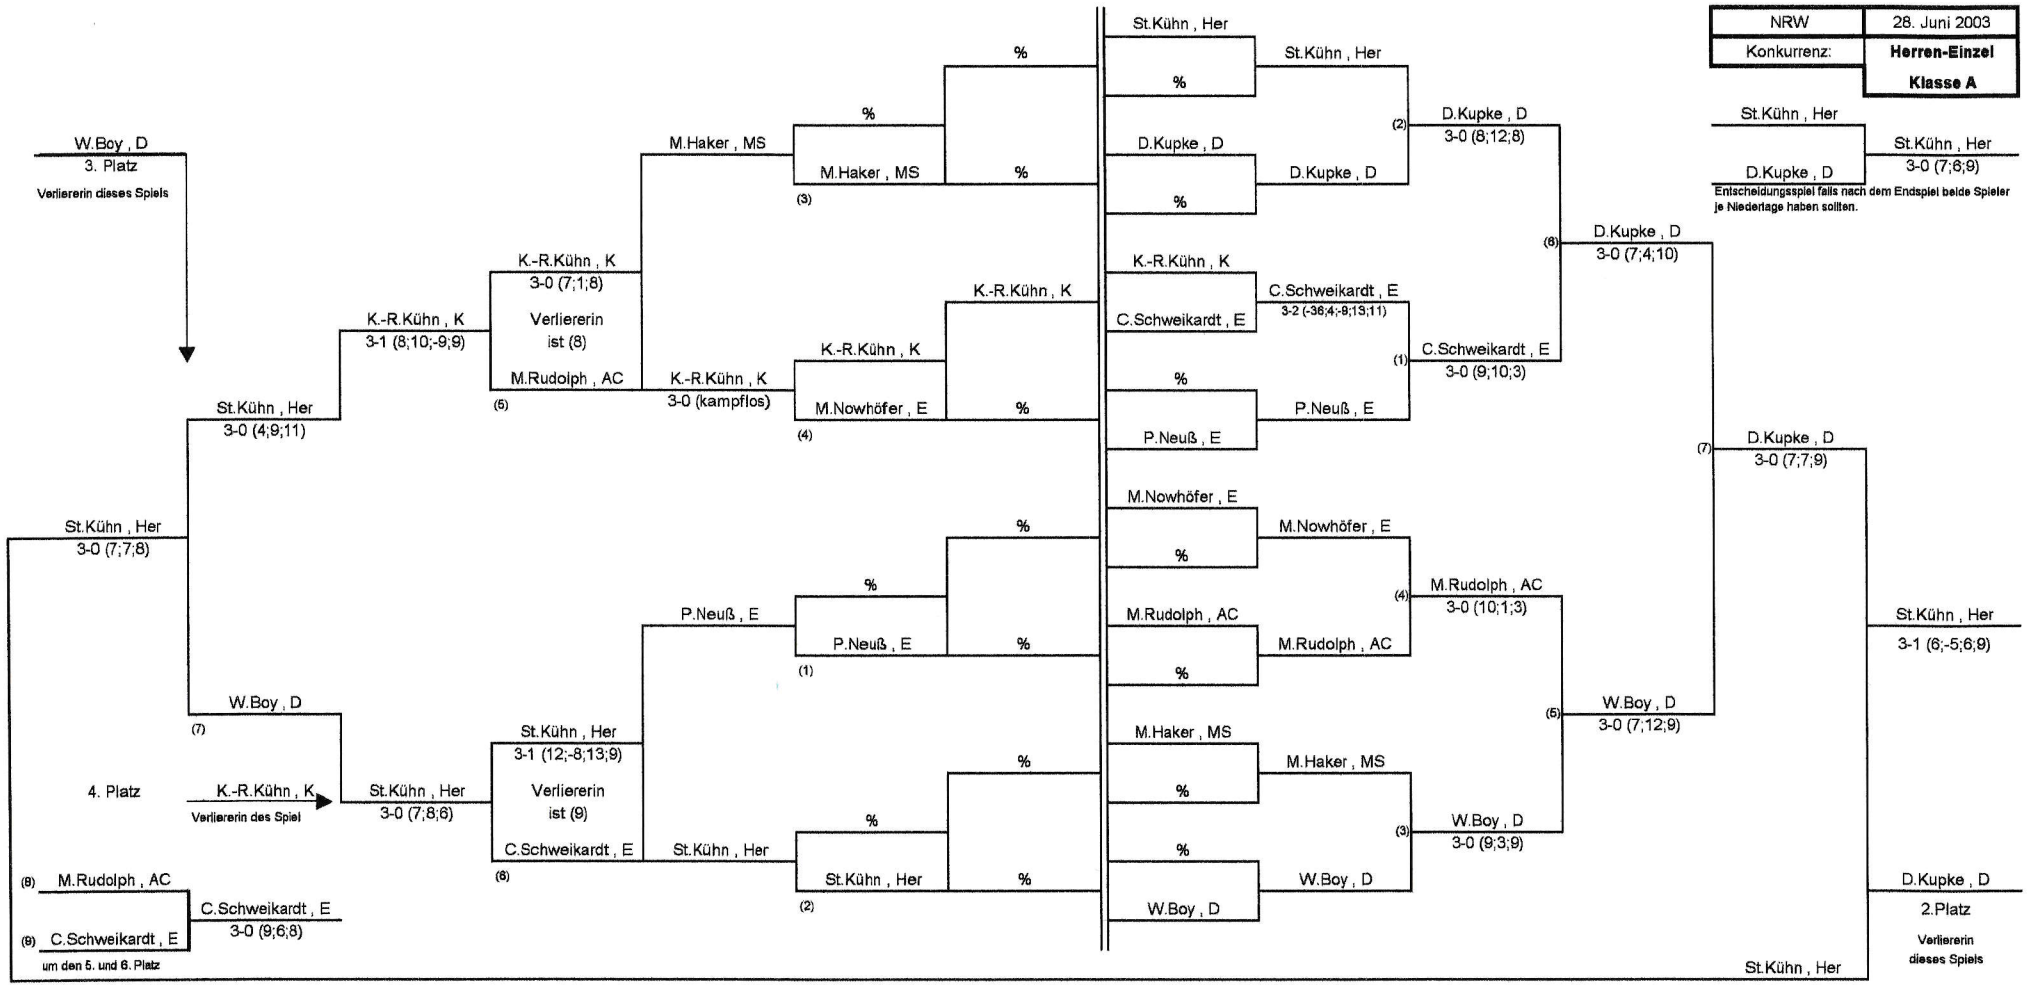 NRW
28. Juni 2003
Konkurrenz:
Herren-Einzel
Klasse A
W.Boy , D
3. Platz
Verliererin dieses Spiels
St.Kühn , Her
3-0 (7;7;8)
St.Kühn , Her
3-0 (4;9;11)
W.Boy , D
(7)
4. Platz
K.-R.Kühn , K
Verliererin des Spiel
(8)
M.Rudolph , AC
(9)
C.Schweikardt , E
um den 5. und 6. Platz
C.Schweikardt , E
3-0 (9;6;8)
K.-R.Kühn , K
3-1 (8;10;-9;9)
St.Kühn , Her
3-0 (7;8;6)
K.-R.Kühn , K
3-0 (7;1;8)
Verliererin
ist (8)
M.Rudolph , AC
(5)
St.Kühn , Her
3-1 (12;-8;13;9)
Verliererin
ist (9)
C.Schweikardt , E
(6)
M.Haker , MS
K.-R.Kühn , K
3-0 (kampflos)
P.Neuß , E
St.Kühn , Her
%
M.Haker , MS
(3)
K.-R.Kühn , K
M.Nowhöfer , E
(4)
%
P.Neuß , E
(1)
%
St.Kühn , Her
(2)
%
%
K.-R.Kühn , K
%
%
%
%
%
St.Kühn , Her
%
D.Kupke , D
%
K.-R.Kühn , K
C.Schweikardt , E
%
P.Neuß , E
M.Nowhöfer , E
%
M.Rudolph , AC
%
M.Haker , MS
%
%
W.Boy , D
St.Kühn , Her
D.Kupke , D
C.Schweikardt , E
3-2 (-36;4;-9;13;11)
P.Neuß , E
M.Nowhöfer , E
M.Rudolph , AC
M.Haker , MS
W.Boy , D
(2)
D.Kupke , D
3-0 (8;12;8)
(1)
C.Schweikardt , E
3-0 (9;10;3)
(4)
M.Rudolph , AC
3-0 (10;1;3)
(3)
W.Boy , D
3-0 (9;3;9)
(6)
D.Kupke , D
3-0 (7;4;10)
(5)
W.Boy , D
3-0 (7;12;9)
(7)
D.Kupke , D
3-0 (7;7;9)
St.Kühn , Her
St.Kühn , Her
3-1 (6;-5;6;9)
D.Kupke , D
2.Platz
Verliererin
dieses Spiels
St.Kühn , Her
D.Kupke , D
St.Kühn , Her
3-0 (7;6;9)
Entscheidungsspiel falls nach dem Endspiel beide Spieler
je Niederlage haben sollten.